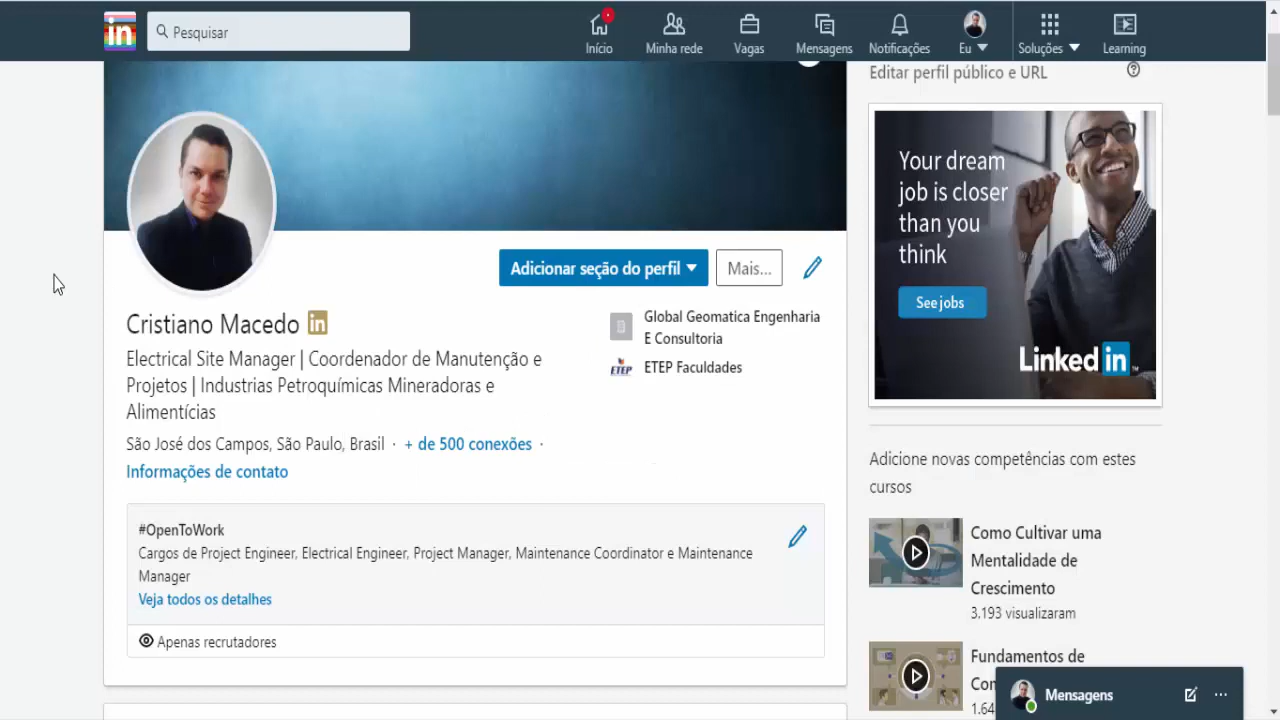 in
Pesquisar
Início
Minha rede
Vagas
Mensagens
Notificações
Eu
Soluções
Learning
Editar perfil público e URL
Your dream
job is closer
than you
think
See jobs
Linked in
Adicionar seção do perfil
Mais...
Cristiano Macedo in
Electrical Site Manager | Coordenador de Manutenção e
Projetos | Industrias Petroquímicas Mineradoras e
Alimentícias
São José dos Campos, São Paulo, Brasil · + de 500 conexões ·
Informações de contato
Global Geomatica Engenharia
E Consultoria
ETEP ETEP Faculdades
#OpenToWork
Cargos de Project Engineer, Electrical Engineer, Project Manager, Maintenance Coordinator e Maintenance
Manager
Veja todos os detalhes
Apenas recrutadores
Adicione novas competências com estes
cursos
Como Cultivar uma
Mentalidade de
Crescimento
3.193 visualizaram
Fundamentos de
Mensagens